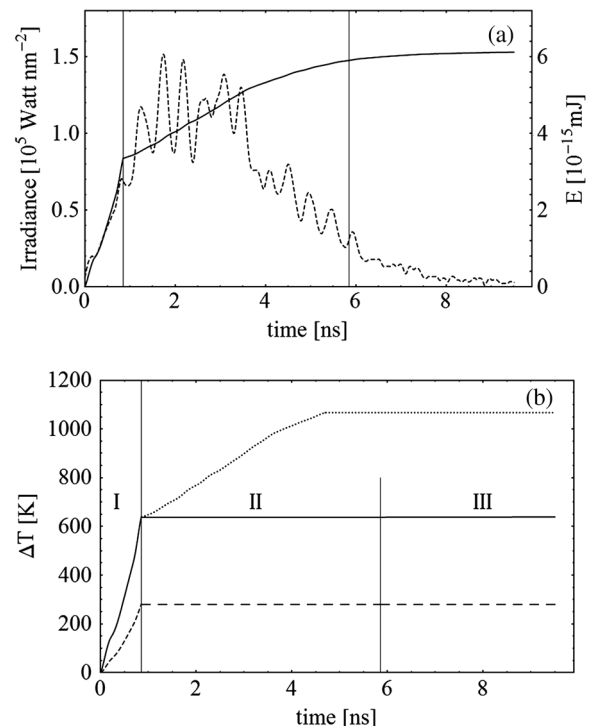 (a)
1.5
1.0
0.5
0.0
Irradiance [10⁵ Watt nm⁻²]
6
4
2
0
E [10⁻¹⁵mJ]
0 2 4 6 8
time [ns]
(b)
1200
1000
800
600
400
200
0
ΔT [K]
I II III
0 2 4 6 8
time [ns]